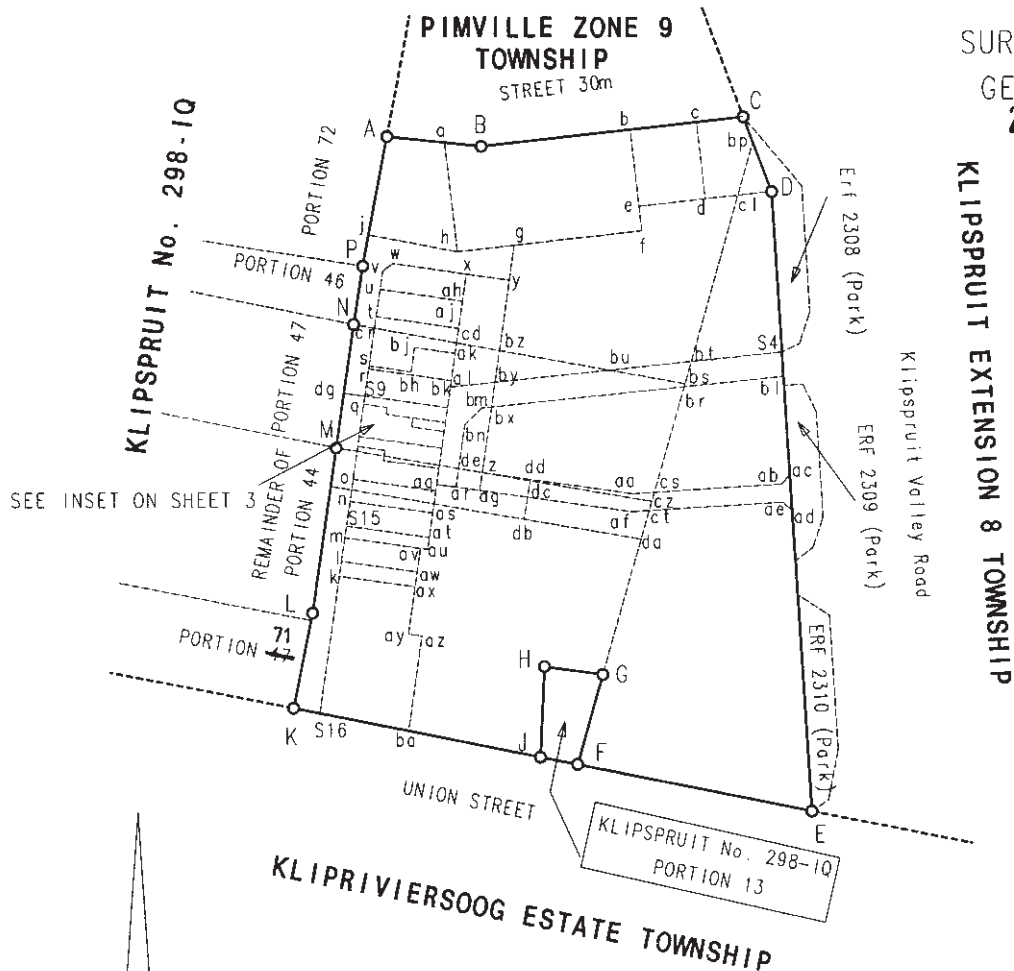 PIMVILLE ZONE 9
TOWNSHIP
STREET 30m
SUR
GE
2
KLIPSPRUIT No. 298-IQ
PORTION 72
PORTION 46
REMAINDER OF PORTION 47
PORTION 44
SEE INSET ON SHEET 3
71
PORTION 47
A
a
B
b
c
C
bp
D
cl
d
e
f
g
h
j
P
v
w
x
y
u
ah
t
aj
N
cr
cd
bz
bj
ak
bu
bt
S4
s
r
bh
bk
al
by
bs
bl
dg
S9
bm
br
q
bx
bn
M
de
z
dd
aa
cs
ab
ac
o
aq
ar
ag
dc
cz
n
as
af
ct
ae
ad
S15
at
db
da
m
av
au
l
aw
k
ax
L
ay
az
H
G
K
S16
ba
J
F
E
UNION STREET
KLIPSPRUIT No. 298-IQ
PORTION 13
KLIPRIVIERSOOG ESTATE TOWNSHIP
Erf 2308 (Park)
ERF 2309 (Park)
ERF 2310 (Park)
Klipspruit Valley Road
KLIPSPRUIT EXTENSION 8 TOWNSHIP